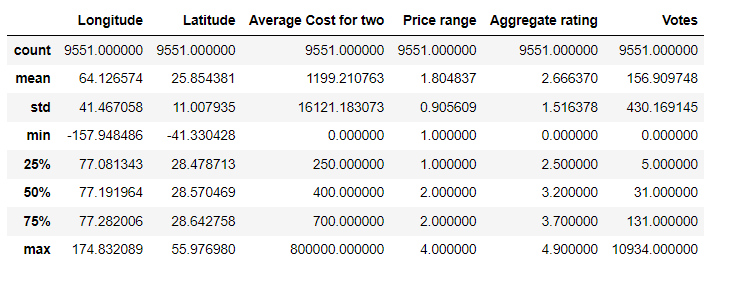 Longitude Latitude Average Cost for two Price range Aggregate rating Votes
count 9551.000000 9551.000000 9551.000000 9551.000000 9551.000000 9551.000000
mean 64.126574 25.854381 1199.210763 1.804837 2.666370 156.909748
std 41.467058 11.007935 16121.183073 0.905609 1.516378 430.169145
min -157.948486 -41.330428 0.000000 1.000000 0.000000 0.000000
25% 77.081343 28.478713 250.000000 1.000000 2.500000 5.000000
50% 77.191964 28.570469 400.000000 2.000000 3.200000 31.000000
75% 77.282006 28.642758 700.000000 2.000000 3.700000 131.000000
max 174.832089 55.976980 800000.000000 4.000000 4.900000 10934.000000